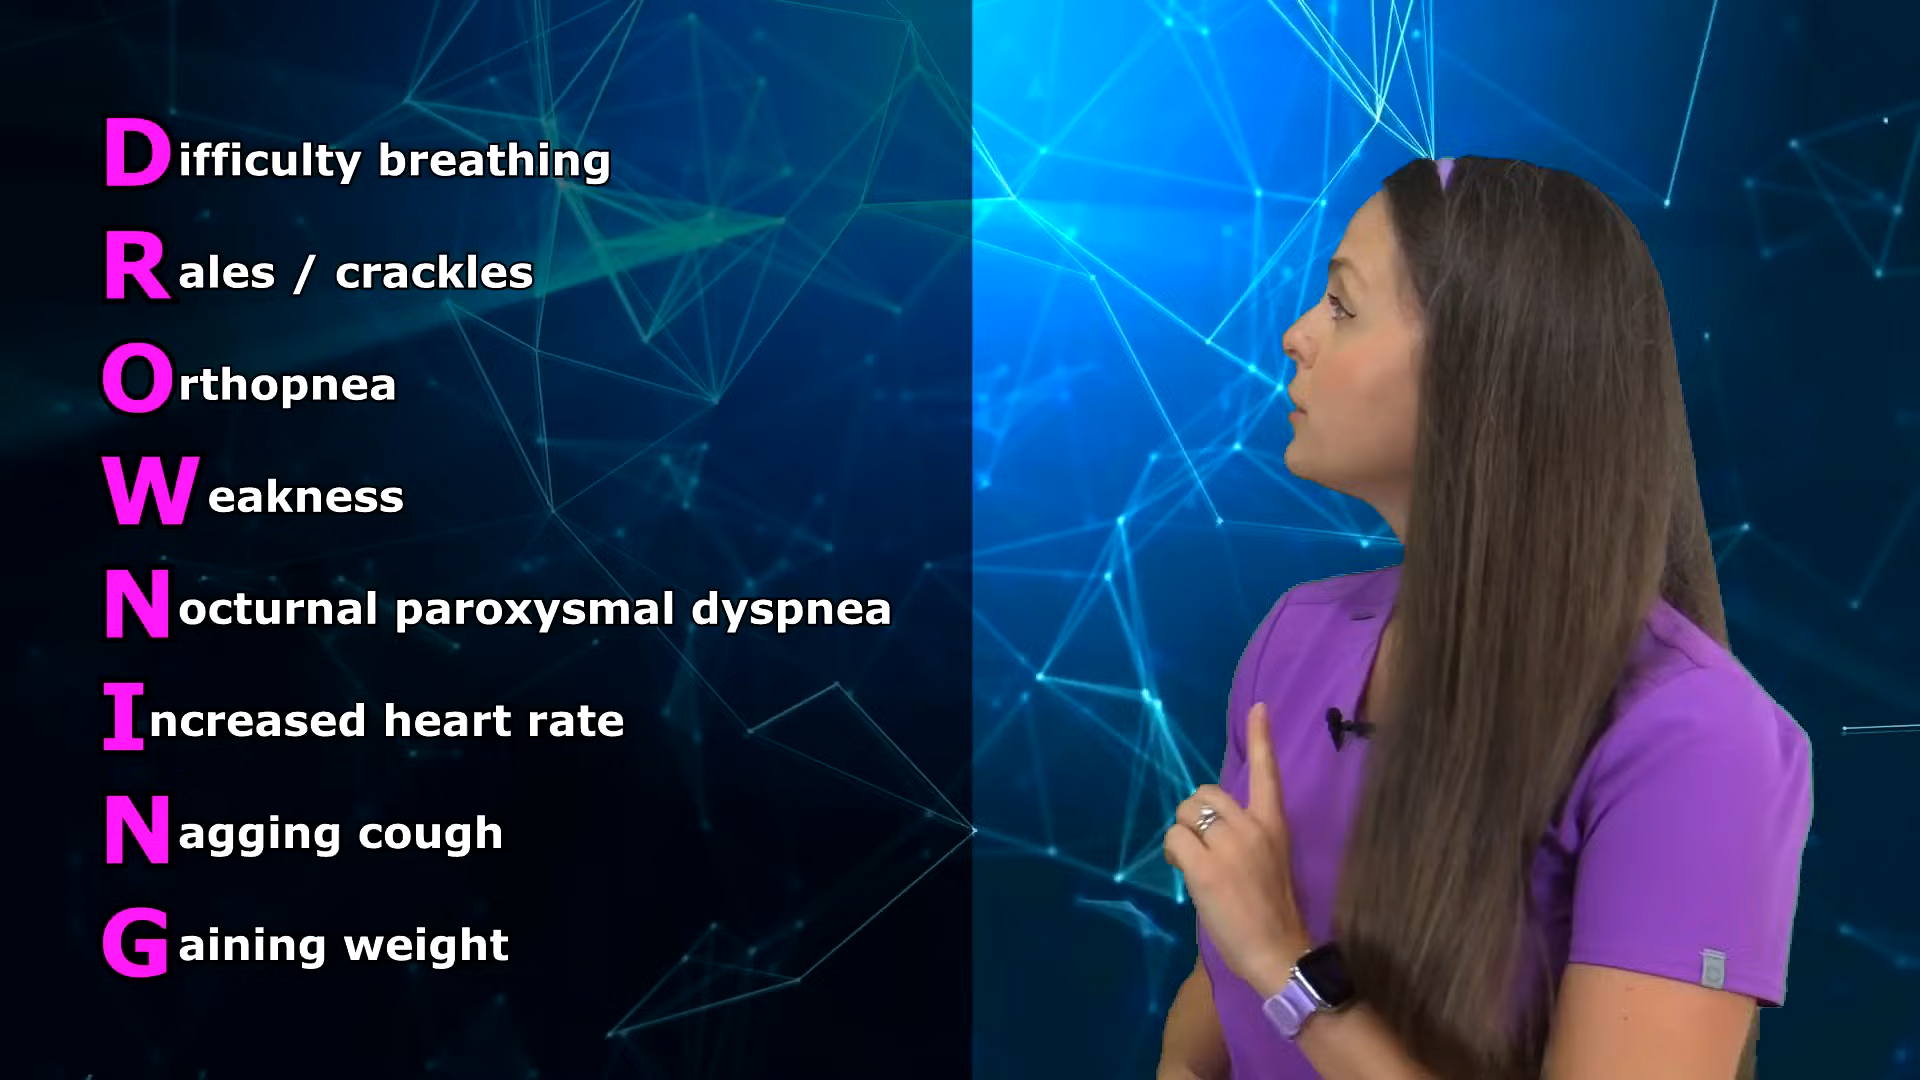 Difficulty breathing
Rales / crackles
Orthopnea
Weakness
Nocturnal paroxysmal dyspnea
Increased heart rate
Nagging cough
Gaining weight